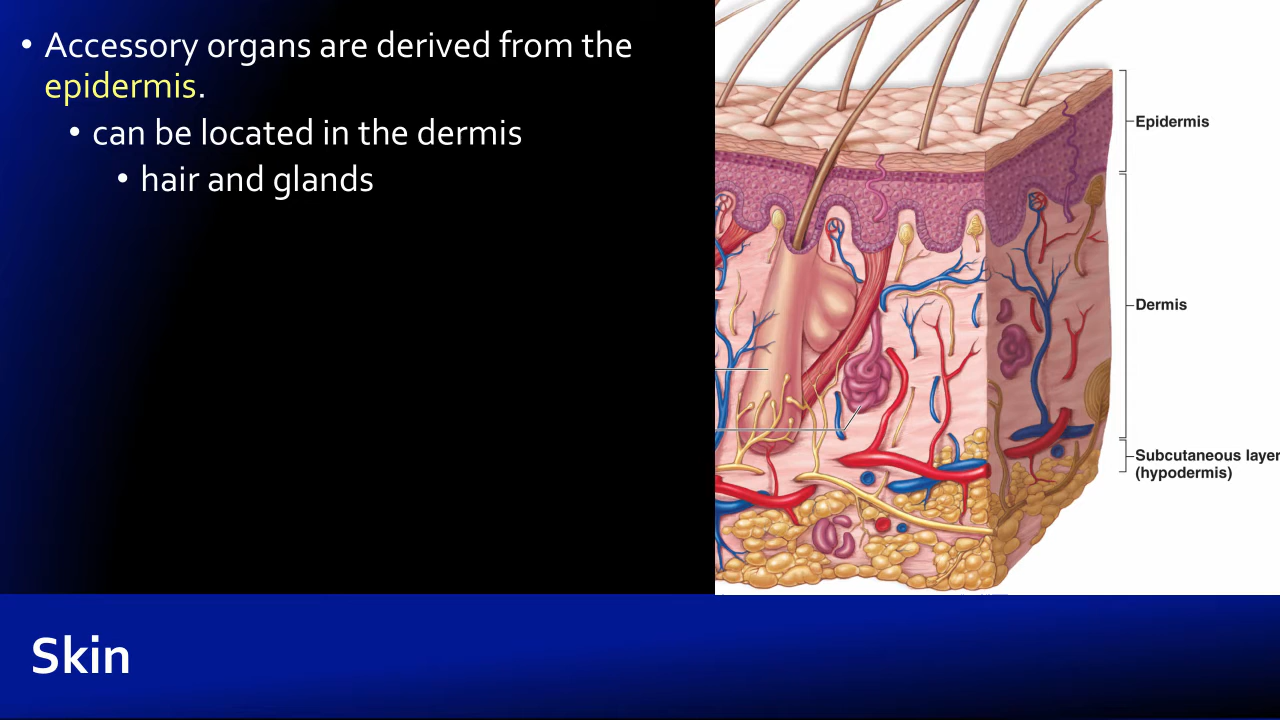 • Accessory organs are derived from the
epidermis.
• can be located in the dermis
• hair and glands
Epidermis
Dermis
Subcutaneous layer
(hypodermis)
Skin